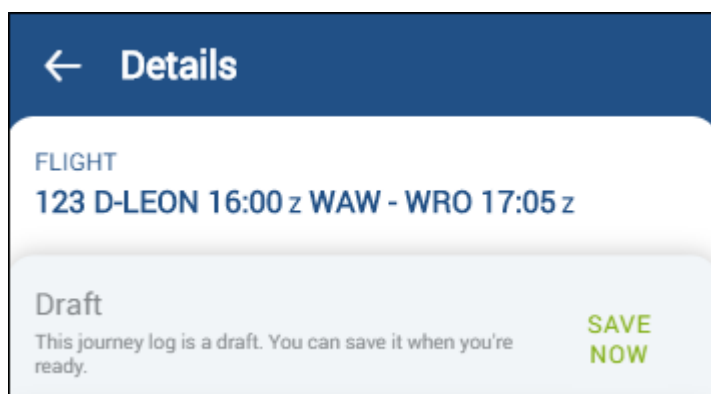 Details
FLIGHT
123 D-LEON 16:00 z WAW - WRO 17:05 z
Draft
This journey log is a draft. You can save it when you're
ready.
SAVE
NOW